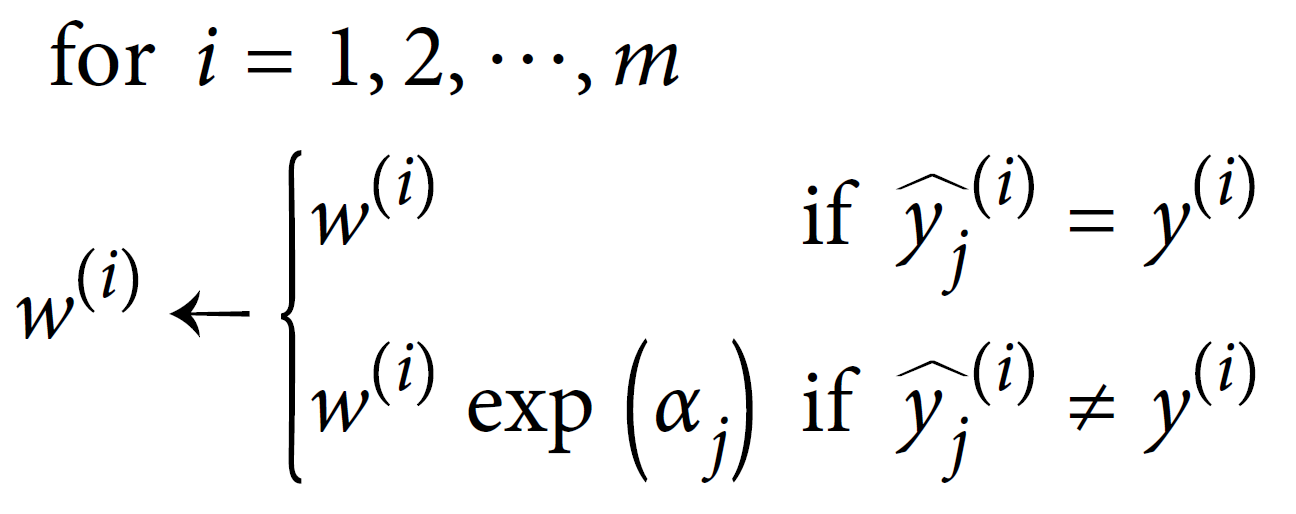 for i = 1, 2, ⋯, m
w^(i) ← { w^(i) if ŷ_j^(i) = y^(i)
w^(i) exp (α_j) if ŷ_j^(i) ≠ y^(i)